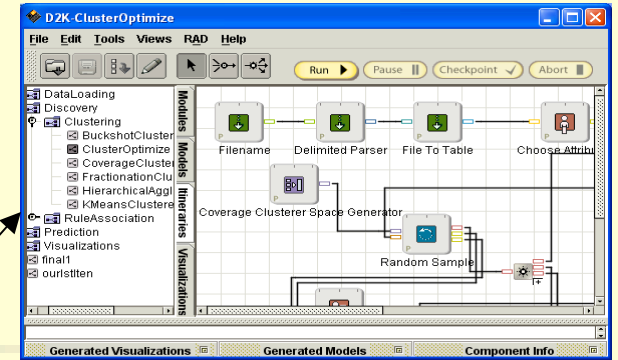 D2K-ClusterOptimize
File Edit Tools Views RAD Help
Run Pause Checkpoint Abort
DataLoading
Discovery
Clustering
BuckshotCluster
ClusterOptimize
CoverageCluster
FractionationClu
HierarchicalAggl
KMeansClustere
RuleAssociation
Prediction
Visualizations
final1
Modules
Models
Itineraries
Visualizations
Filename
Delimited Parser
File To Table
Choose Attribu
Coverage Clusterer Space Generator
Random Sample
P
P
P
P
P
P
P
Generated Visualizations
Generated Models
Component Info